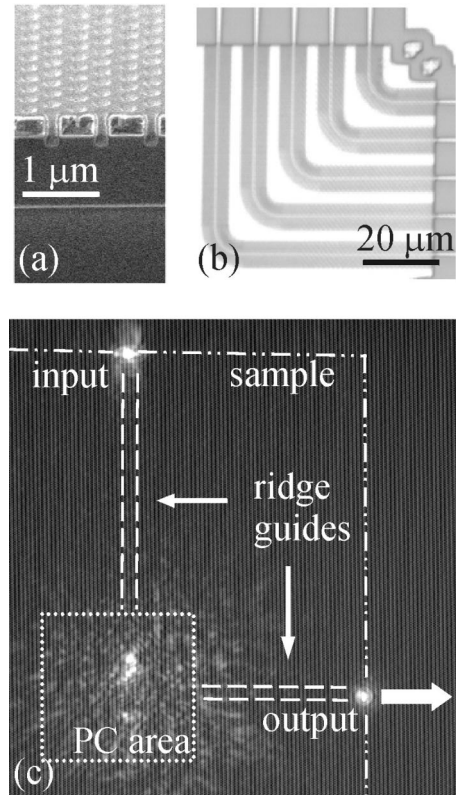 1 μm
(a)
20 μm
(b)
input
sample
ridge
guides
output
PC area
(c)